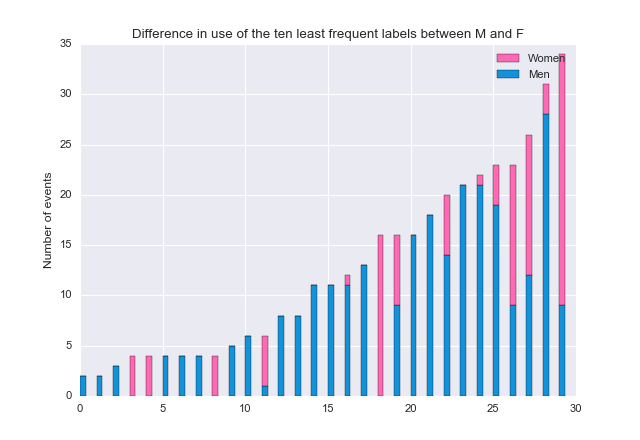 Difference in use of the ten least frequent labels between M and F
Women
Men
Number of events
35
30
25
20
15
10
5
0
0 5 10 15 20 25 30